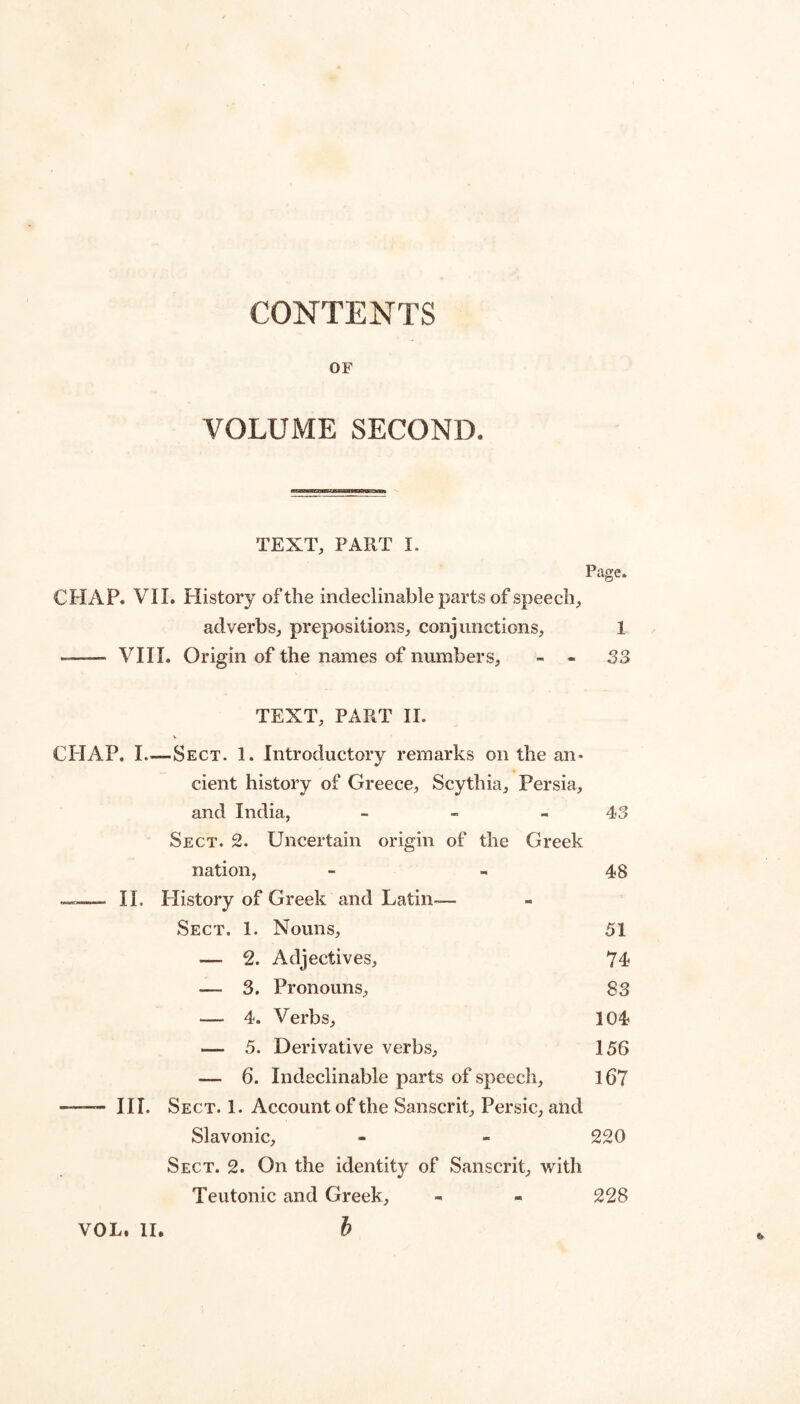 CONTENTS
OF
VOLUME SECOND.
TEXT, PART I.
Page.
CHAP. VII. History of the indeclinable parts of speech,
adverbs, prepositions, conjunctions, 1
—— VIII. Origin of the names of numbers, - - 33
TEXT, PART II.
CHAP. I.—Sect. 1. Introductory remarks on the an-
cient history of Greece, Scythia, Persia,
and India, - - - 43
Sect. 2. Uncertain origin of the Greek
nation, - - 48
—— II. History of Greek and Latin— -
Sect. 1. Nouns, 51
— 2. Adjectives, 74
— 3. Pronouns, 83
— 4. Verbs, 104
— 5. Derivative verbs, 156
— 6. Indeclinable parts of speech, 167
—— III. Sect. 1. Account of the Sanscrit, Persic, and
Slavonic, - - 220
Sect. 2. On the identity of Sanscrit, with
Teutonic and Greek, - - 228
VOL. II. b